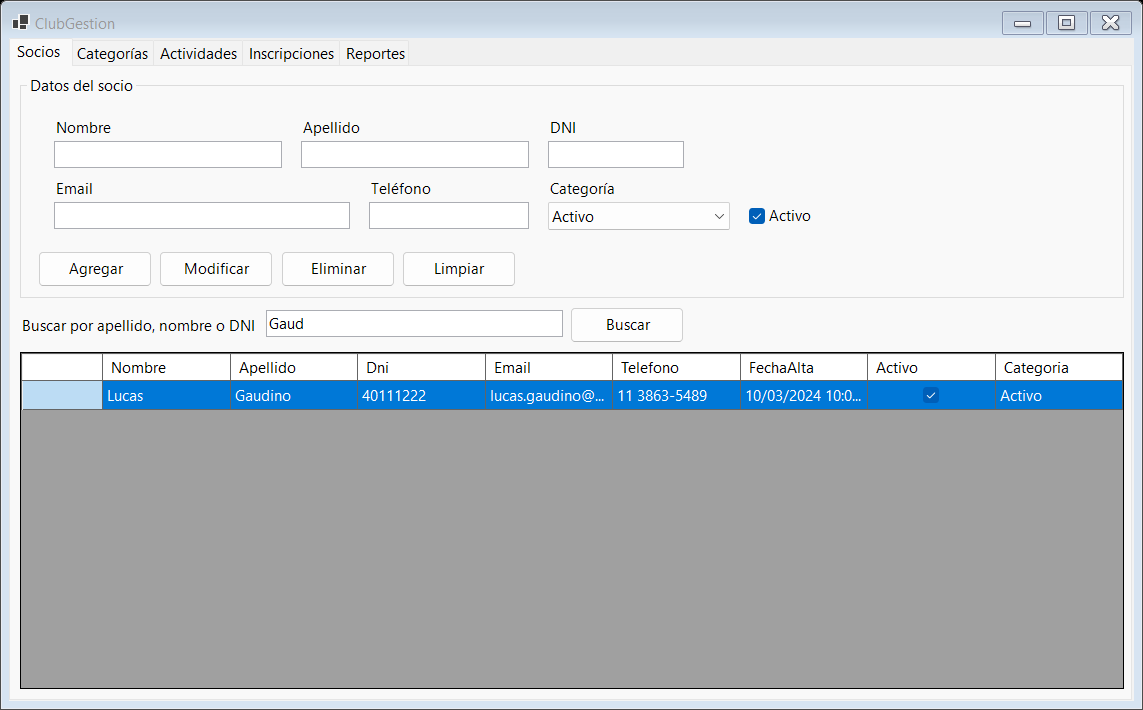 ClubGestion
Socios Categorías Actividades Inscripciones Reportes
Datos del socio
Nombre Apellido DNI
Email Teléfono Categoría
Activo Activo
Agregar Modificar Eliminar Limpiar
Buscar por apellido, nombre o DNI Gaud Buscar
Nombre Apellido Dni Email Telefono FechaAlta Activo Categoria
Lucas Gaudino 40111222 lucas.gaudino@... 11 3863-5489 10/03/2024 10:0... Activo